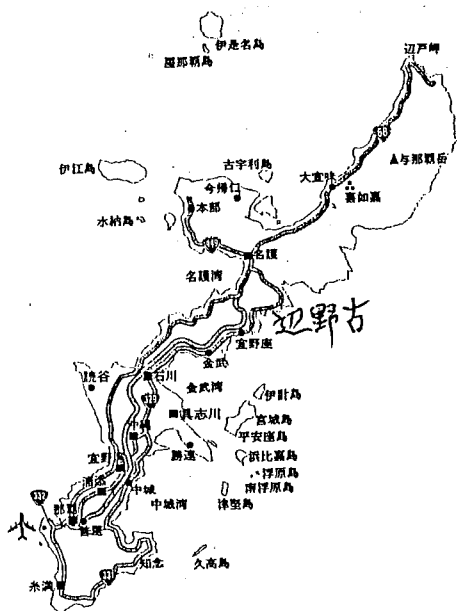 伊是名島
屋那覇島
辺戸岬
58
与那覇岳
伊江島
古宇利島
今帰仁
大宜味
喜如嘉
本部
水納島
名護
名護湾
辺野古
宜野座
金武
読谷
石川
金武湾
伊計島
329
具志川
宮城島
沖縄
平安座島
宜野
勝連
浜比嘉島
浮原島
浦添
中城
南浮原島
332
中城湾
津堅島
那覇
首里
知念
久高島
331
糸満